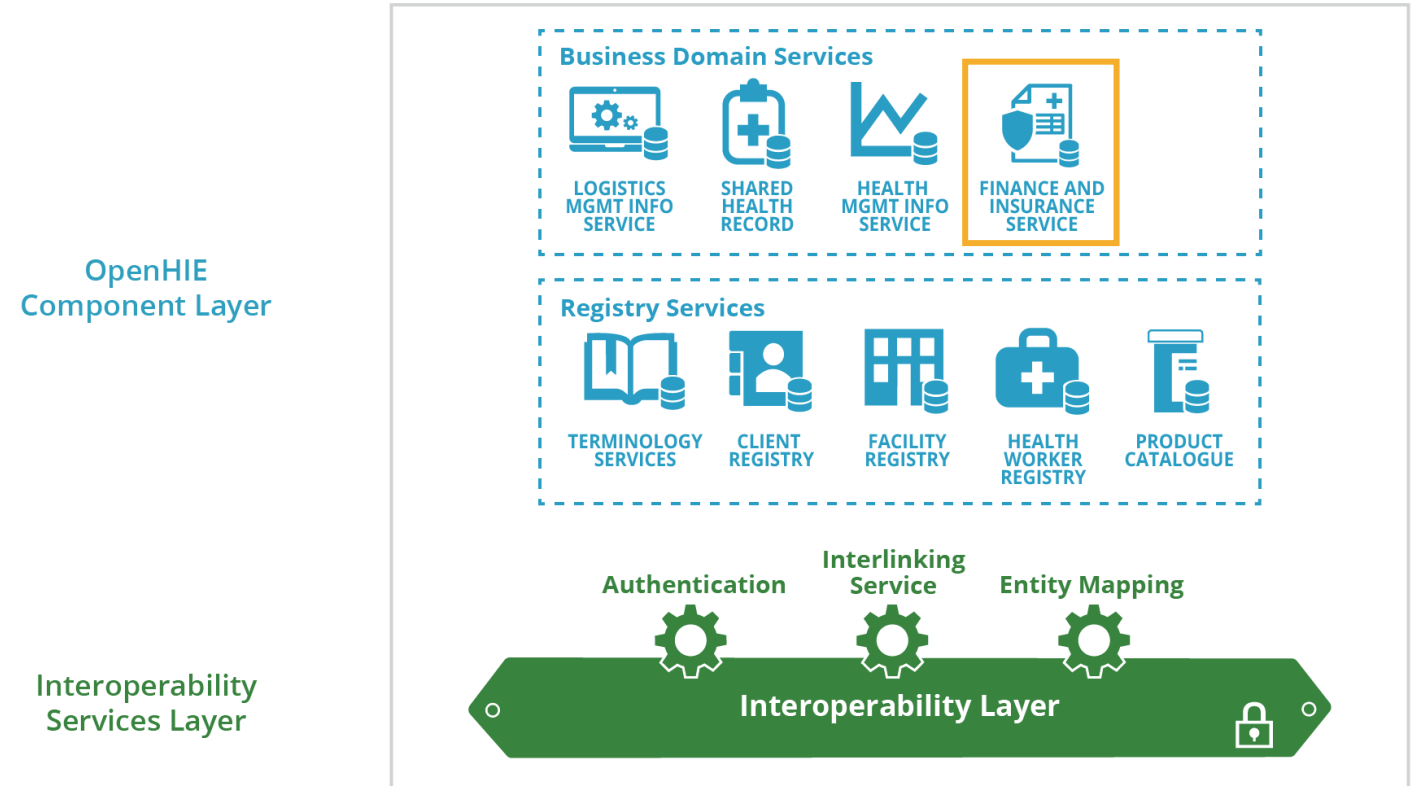 Business Domain Services
LOGISTICS
MGMT INFO
SERVICE
SHARED
HEALTH
RECORD
HEALTH
MGMT INFO
SERVICE
FINANCE AND
INSURANCE
SERVICE
OpenHIE
Component Layer
Registry Services
TERMINOLOGY
SERVICES
CLIENT
REGISTRY
FACILITY
REGISTRY
HEALTH
WORKER
REGISTRY
PRODUCT
CATALOGUE
Authentication
Interlinking
Service
Entity Mapping
Interoperability
Services Layer
Interoperability Layer